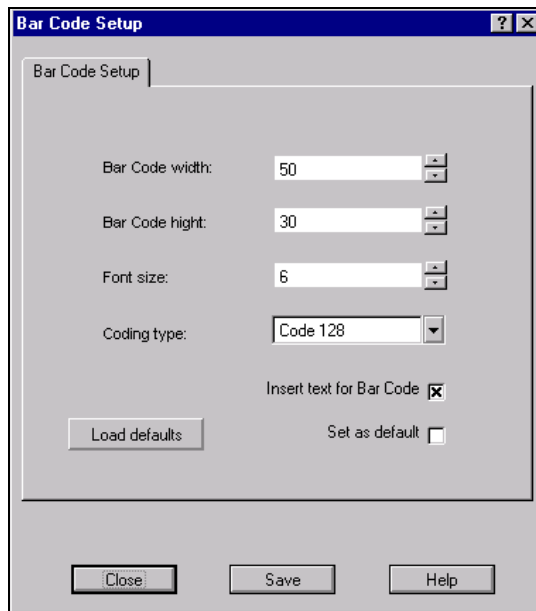 Bar Code Setup
Bar Code Setup
Bar Code width: 50
Bar Code hight: 30
Font size: 6
Coding type: Code 128
Insert text for Bar Code
Load defaults Set as default
Close Save Help